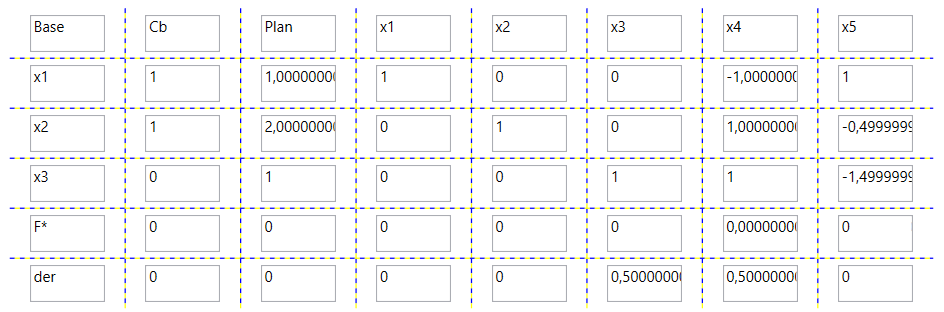 Base Cb Plan x1 x2 x3 x4 x5
x1 1 1,00000000 1 0 0 -1,0000000 1
x2 1 2,00000000 0 1 0 1,00000000 -0,4999999
x3 0 1 0 0 1 1 -1,4999999
F* 0 0 0 0 0 0,00000000 0
der 0 0 0 0 0,50000000 0,50000000 0